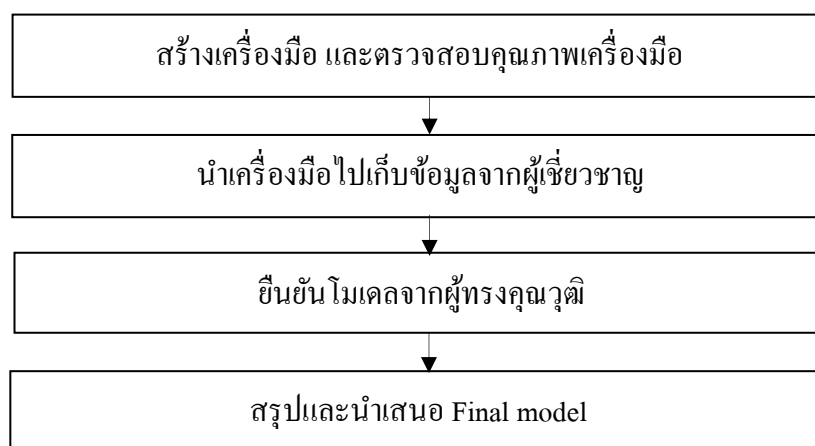 สร้างเครื่องมือ และตรวจสอบคุณภาพเครื่องมือ
นำเครื่องมือไปเก็บข้อมูลจากผู้เชี่ยวชาญ
ยืนยันโมเดลจากผู้ทรงคุณวุฒิ
สรุปและนำเสนอ Final model